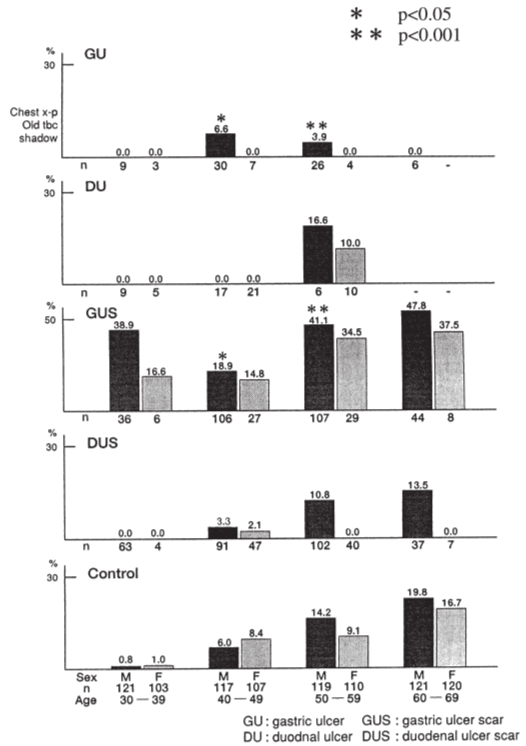 * p<0.05
** p<0.001
% GU
30
Chest x-p
Old tbc
shadow
* **
0.0 0.0 6.6 0.0 3.9 0.0 0.0
n 9 3 30 7 26 4 6 -
% DU
30
0.0 0.0 0.0 0.0 16.6 10.0
n 9 5 17 21 6 10 - -
% GUS
50
* **
38.9 16.6 18.9 14.8 41.1 34.5 47.8 37.5
n 36 6 106 27 107 29 44 8
% DUS
30
0.0 0.0 3.3 2.1 10.8 0.0 13.5 0.0
n 63 4 91 47 102 40 37 7
% Control
30
0.8 1.0 6.0 8.4 14.2 9.1 19.8 16.7
Sex M F M F M F M F
n 121 103 117 107 119 110 121 120
Age 30 — 39 40 — 49 50 — 59 60 — 69
GU : gastric ulcer GUS : gastric ulcer scar
DU : duodnal ulcer DUS : duodenal ulcer scar